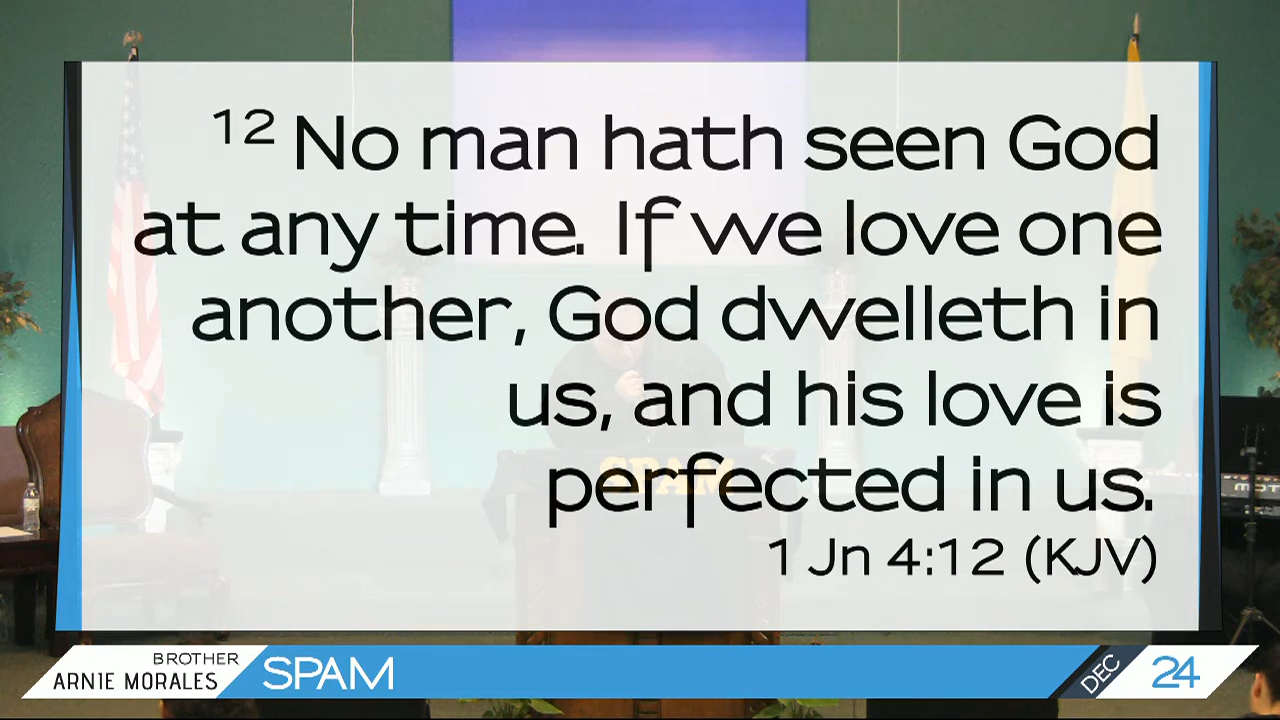 12 No man hath seen God
at any time. If we love one
another, God dwelleth in
us, and his love is
perfected in us.
1 Jn 4:12 (KJV)
SPAM
BROTHER
ARNIE MORALES
SPAM
DEC
24